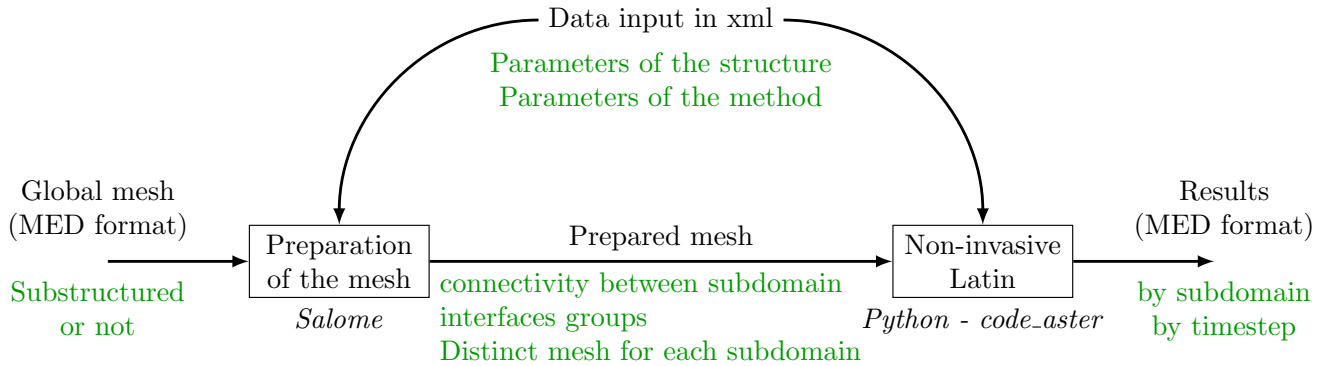 Data input in xml
Parameters of the structure
Parameters of the method
Global mesh
(MED format)
Substructured
or not
Preparation
of the mesh
Salome
Prepared mesh
connectivity between subdomain
interfaces groups
Distinct mesh for each subdomain
Non-invasive
Latin
Python - code_aster
Results
(MED format)
by subdomain
by timestep